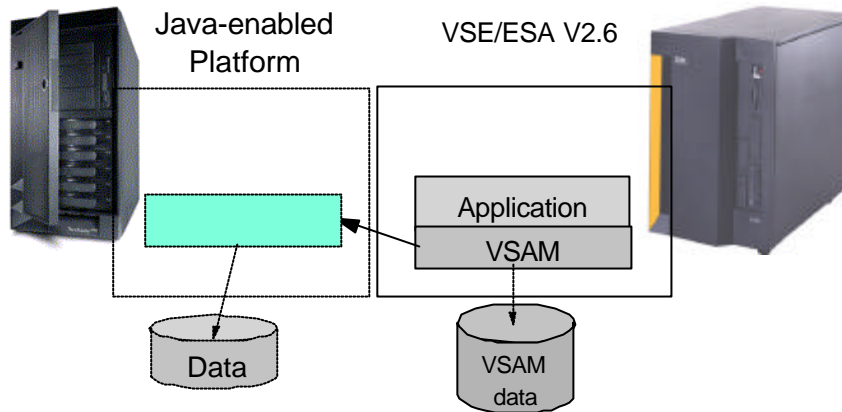 Java-enabled
Platform
VSE/ESA V2.6
Application
VSAM
Data
VSAM
data